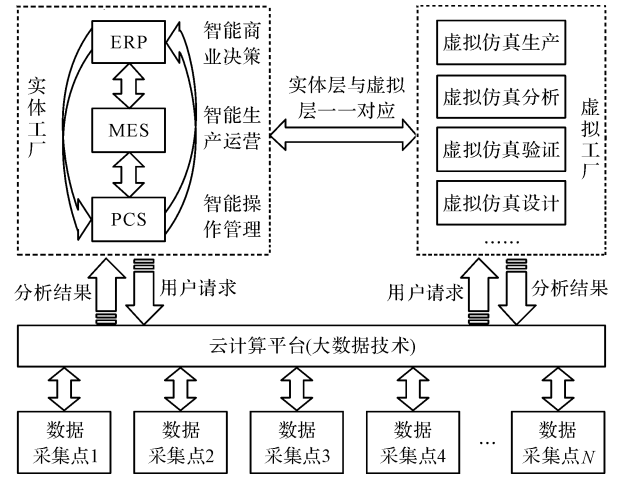 实体工厂
ERP
MES
PCS
智能商
业决策
智能生
产运营
智能操
作管理
实体层与虚拟
层一一对应
虚拟仿真生产
虚拟仿真分析
虚拟仿真验证
虚拟仿真设计
……
虚拟工厂
分析结果
用户请求
用户请求
分析结果
云计算平台(大数据技术)
数据
采集点1
数据
采集点2
数据
采集点3
数据
采集点4
…
数据
采集点N